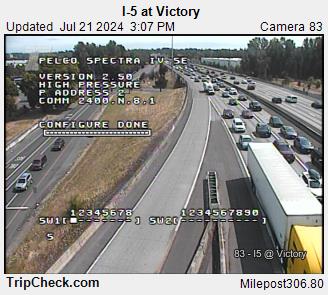 I-5 at Victory
Updated Jul 21 2024 3:07 PM Camera 83
PELCO SPECTRA IV SE
VERSION 2.50
HIGH PRESSURE
P ADDRESS 2
COMM 2400,N,8,1
CONFIGURE DONE
12345678 1234567890
SW1[ ] SW2[ ]
S
83 - I5 @ Victory
TripCheck.com Milepost306.80